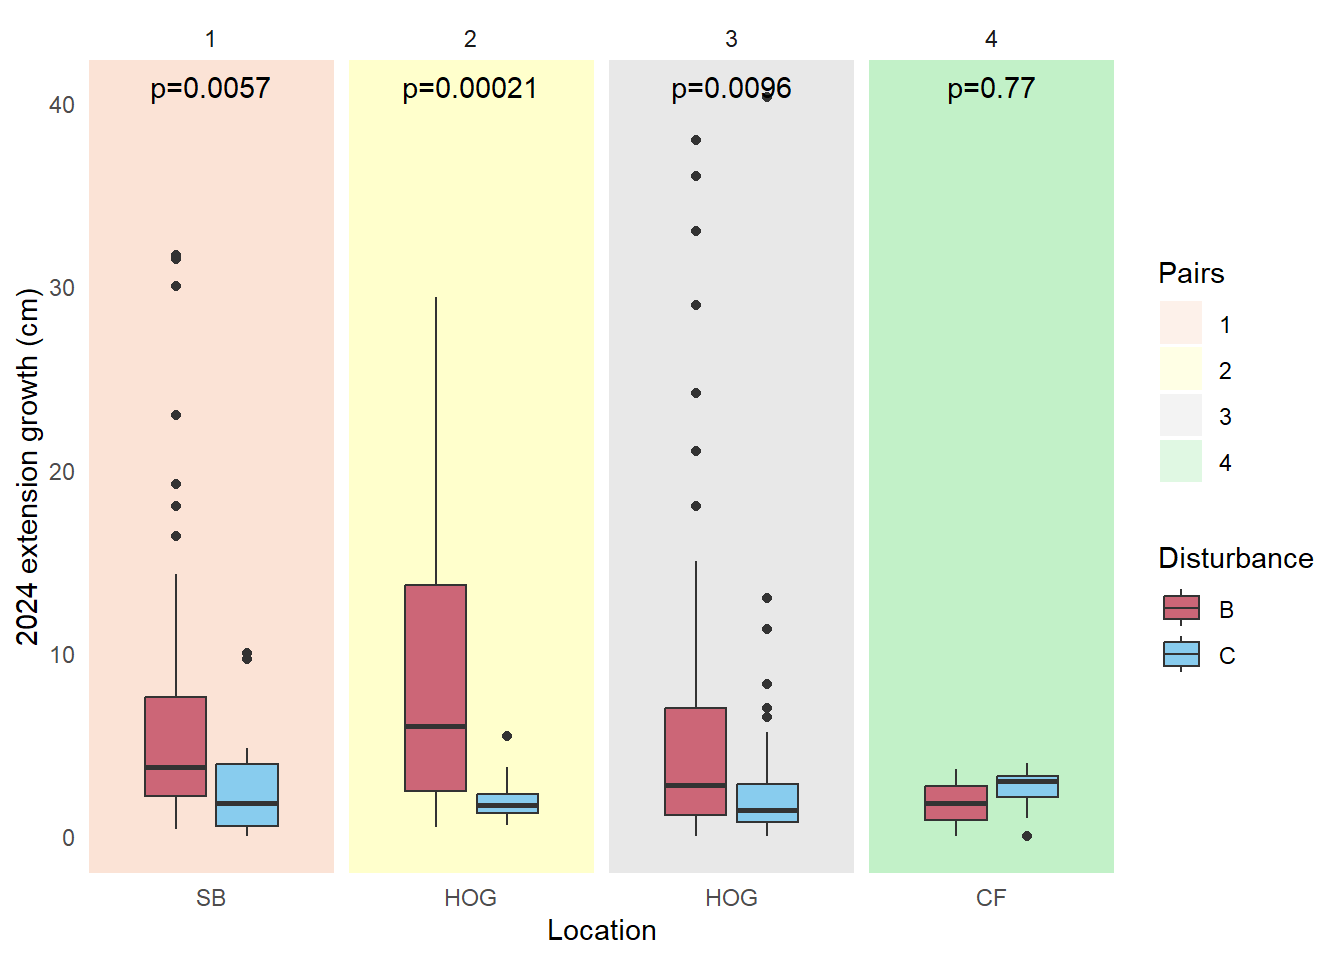 1 2 3 4
p=0.0057 p=0.00021 p=0.0096 p=0.77
40
30
20
10
0
2024 extension growth (cm)
SB HOG HOG CF
Location
Pairs
1
2
3
4
Disturbance
B
C